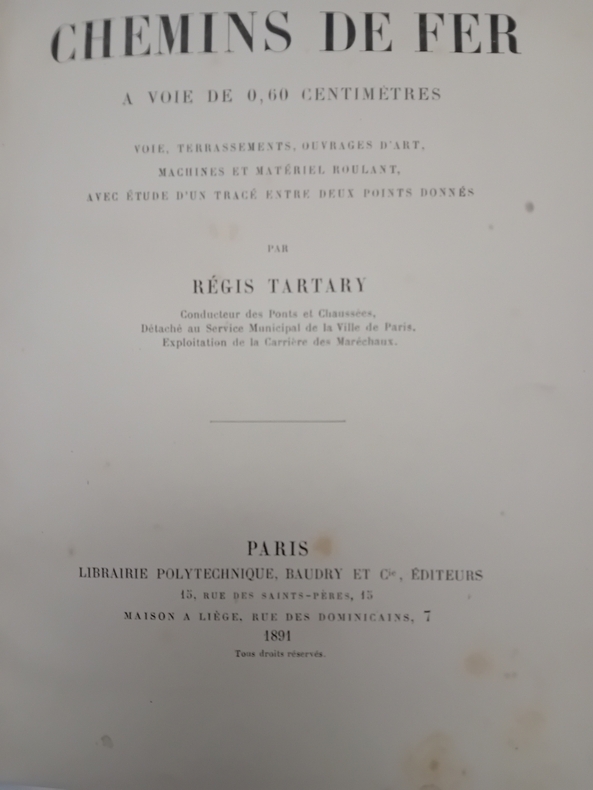 CHEMINS DE FER
A VOIE DE 0,60 CENTIMÈTRES
VOIE, TERRASSEMENTS, OUVRAGES D'ART,
MACHINES ET MATÉRIEL ROULANT,
AVEC ÉTUDE D'UN TRACÉ ENTRE DEUX POINTS DONNÉS
PAR
RÉGIS TARTARY
Conducteur des Ponts et Chaussées,
Détaché au Service Municipal de la Ville de Paris,
Exploitation de la Carrière des Maréchaux.
PARIS
LIBRAIRIE POLYTECHNIQUE, BAUDRY ET Cie, ÉDITEURS
15, RUE DES SAINTS-PÈRES, 15
MAISON A LIÈGE, RUE DES DOMINICAINS, 7
1891
Tous droits réservés.